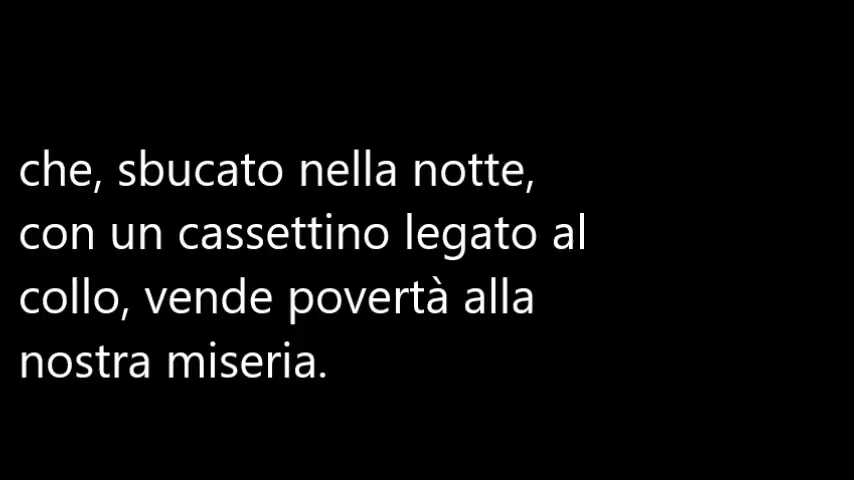 che, sbucato nella notte,
con un cassettino legato al
collo, vende povertà alla
nostra miseria.